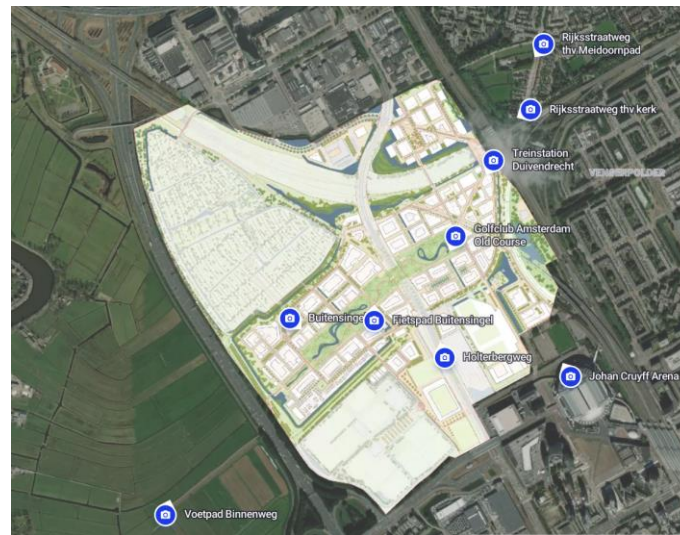 Rijksstraatweg
thv Meidoornpad
Rijksstraatweg thv kerk
Treinstation
Duivendrecht
VENSERPOLDER
Golfclub Amsterdam
Old Course
Buitensingel
Fietspad Buitensingel
Holterbergweg
Johan Cruyff Arena
Voetpad Binnenweg